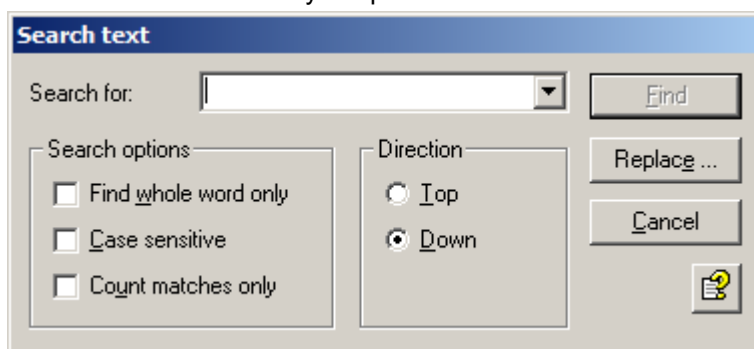 Search text
Search for:
Find
Search options
Direction
Replace ...
Find whole word only
Top
Cancel
Case sensitive
Down
Count matches only